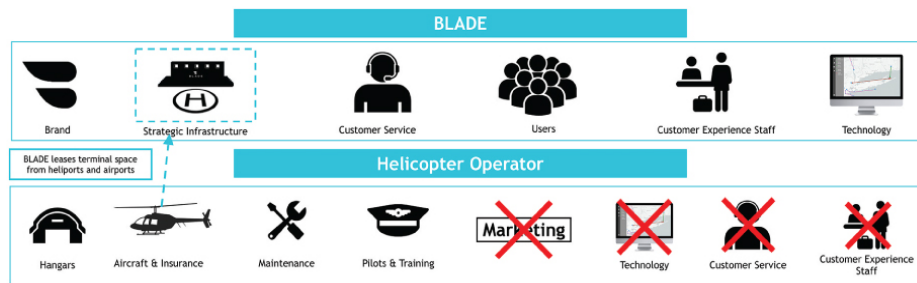 BLADE
Brand
Strategic Infrastructure
Customer Service
Users
Customer Experience Staff
Technology
BLADE leases terminal space
from heliports and airports
Helicopter Operator
Hangars
Aircraft & Insurance
Maintenance
Pilots & Training
Marketing
Technology
Customer Service
Customer Experience
Staff